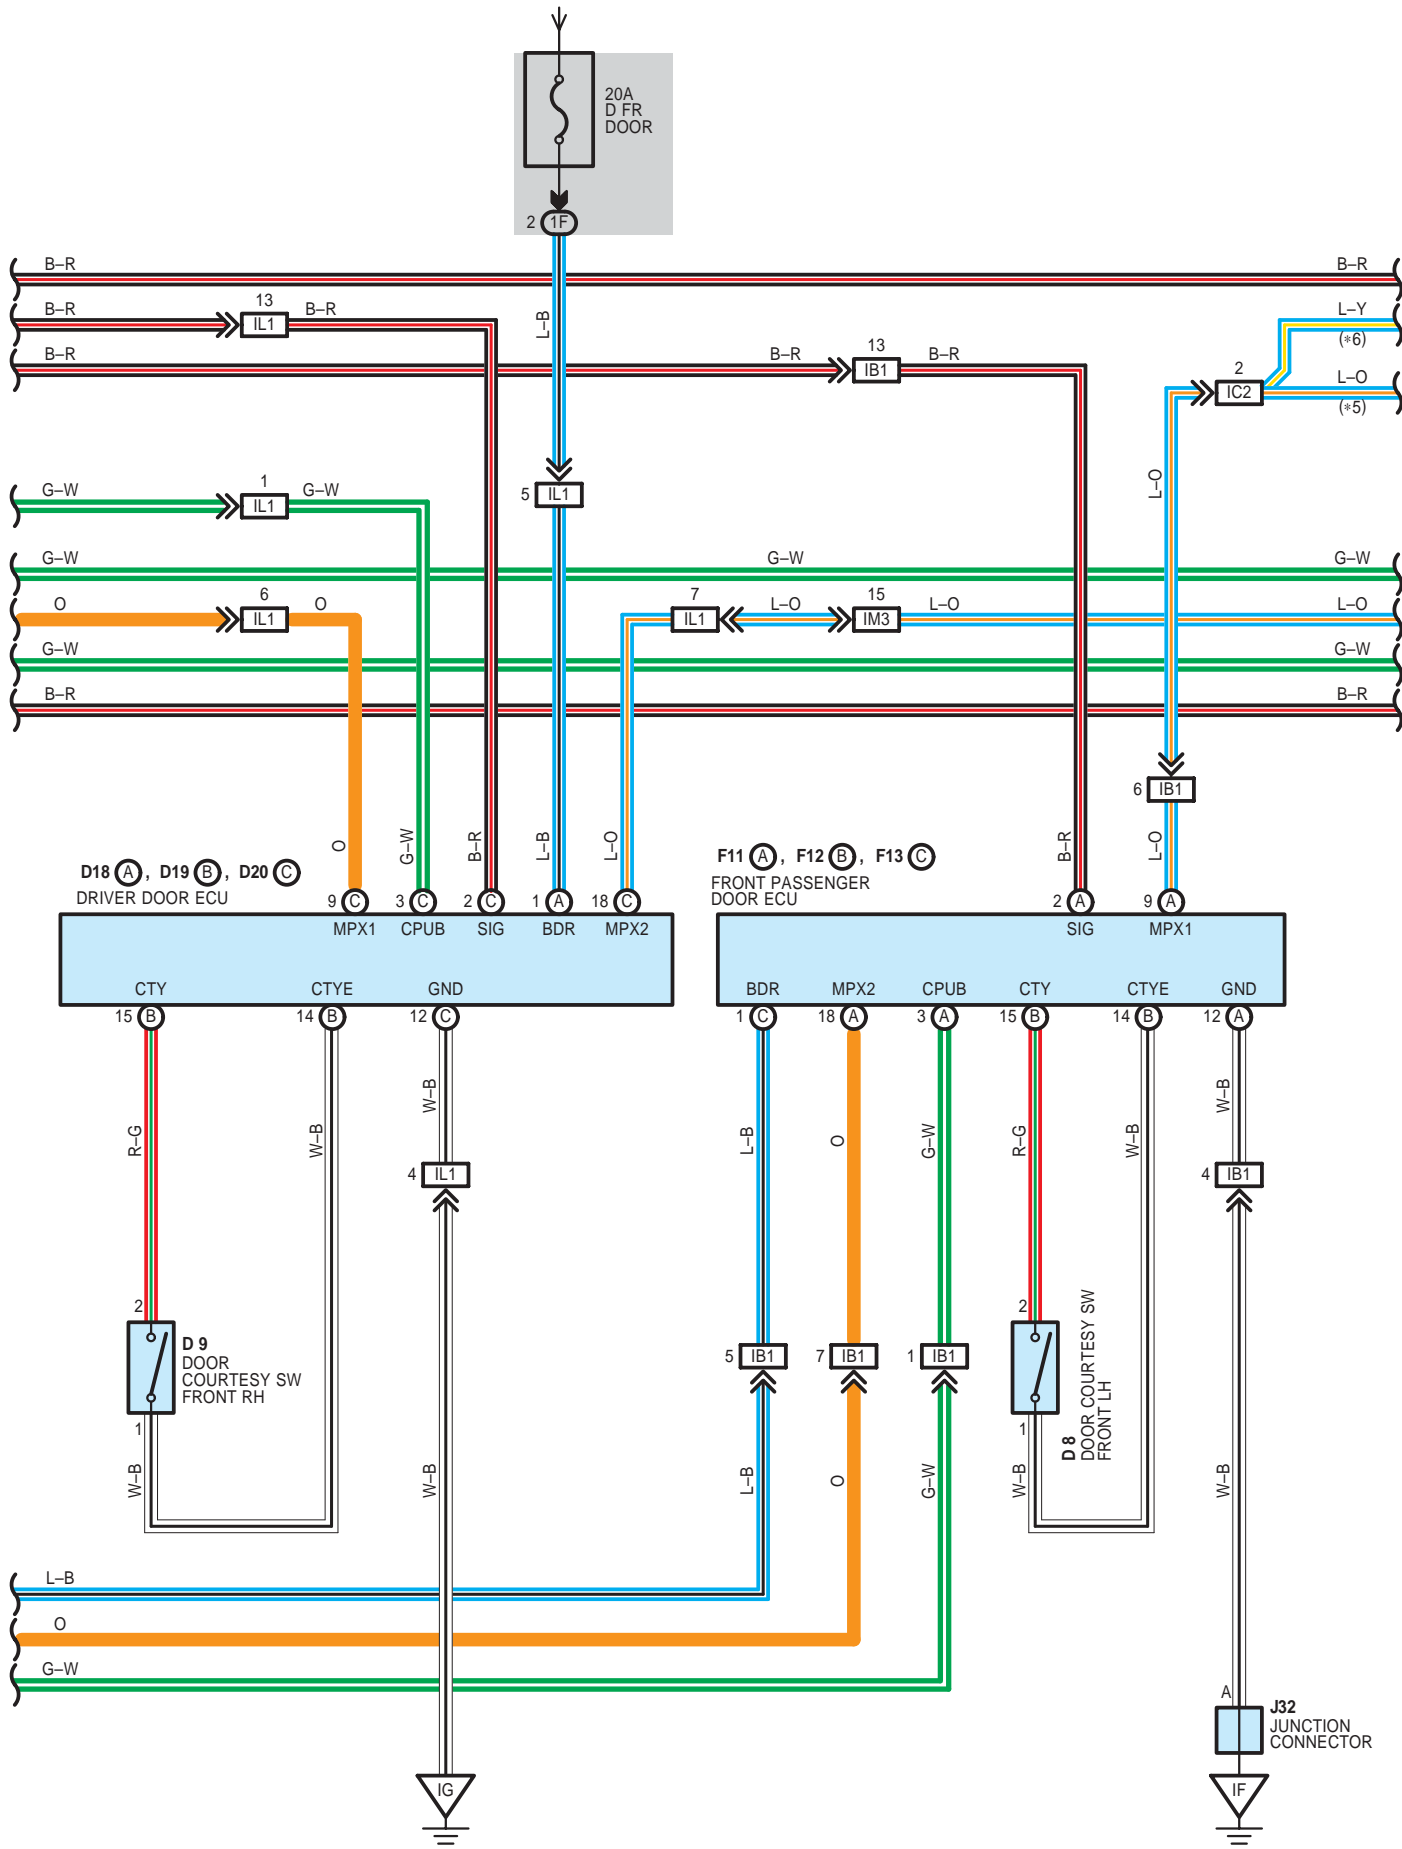 20A
D FR
DOOR
2 1F
B–R B–R
B–R 13 IL1 B–R
L–B
L–Y
(*6)
B–R B–R 13 IB1 B–R
2 IC2 L–O
(*5)
L–O
G–W 1 IL1 G–W
5 IL1
G–W G–W G–W
O 6 IL1 O 7 IL1 L–O 15 IM3 L–O L–O
G–W G–W
B–R B–R
6 IB1
O G–W B–R L–B L–O B–R L–O
D18 A, D19 B, D20 C
DRIVER DOOR ECU
F11 A, F12 B, F13 C
FRONT PASSENGER
DOOR ECU
9 C 3 C 2 C 1 A 18 C 2 A 9 A
MPX1 CPUB SIG BDR MPX2 SIG MPX1
CTY CTYE GND BDR MPX2 CPUB CTY CTYE GND
15 B 14 B 12 C 1 C 18 A 3 A 15 B 14 B 12 A
W–B W–B
R–G W–B L–B O G–W R–G W–B
4 IL1 4 IB1
2 2
D 9
DOOR
COURTESY SW
FRONT RH
5 IB1 7 IB1 1 IB1
D 8
DOOR COURTESY SW
FRONT LH
1 1
W–B W–B L–B O G–W W–B W–B
L–B
O
G–W
A
J32
JUNCTION
CONNECTOR
IG IF